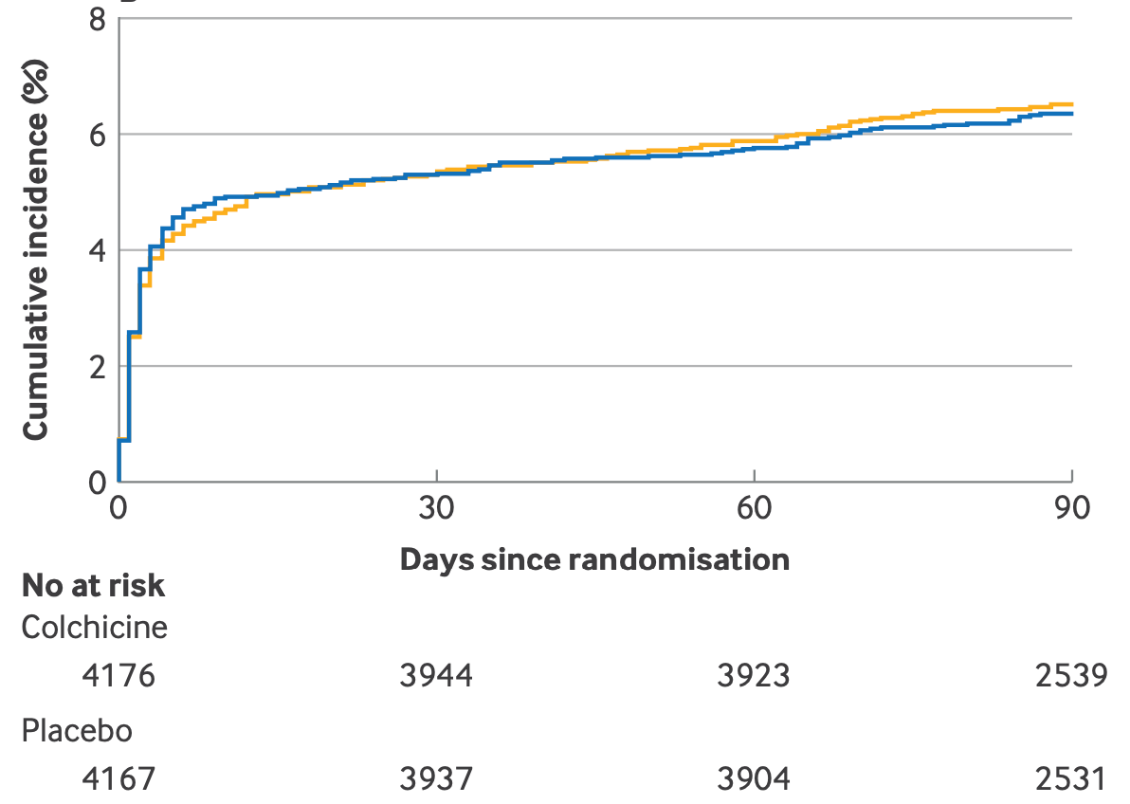 8
6
4
2
0
Cumulative incidence (%)
0 30 60 90
Days since randomisation
No at risk
Colchicine
4176 3944 3923 2539
Placebo
4167 3937 3904 2531